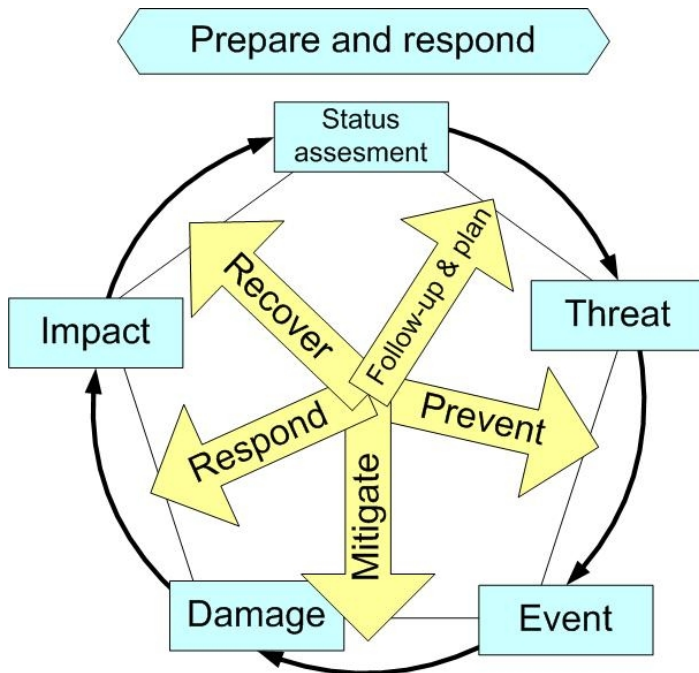 Prepare and respond
Status
assesment
Follow-up & plan
Recover
Threat
Impact
Prevent
Respond
Mitigate
Damage
Event